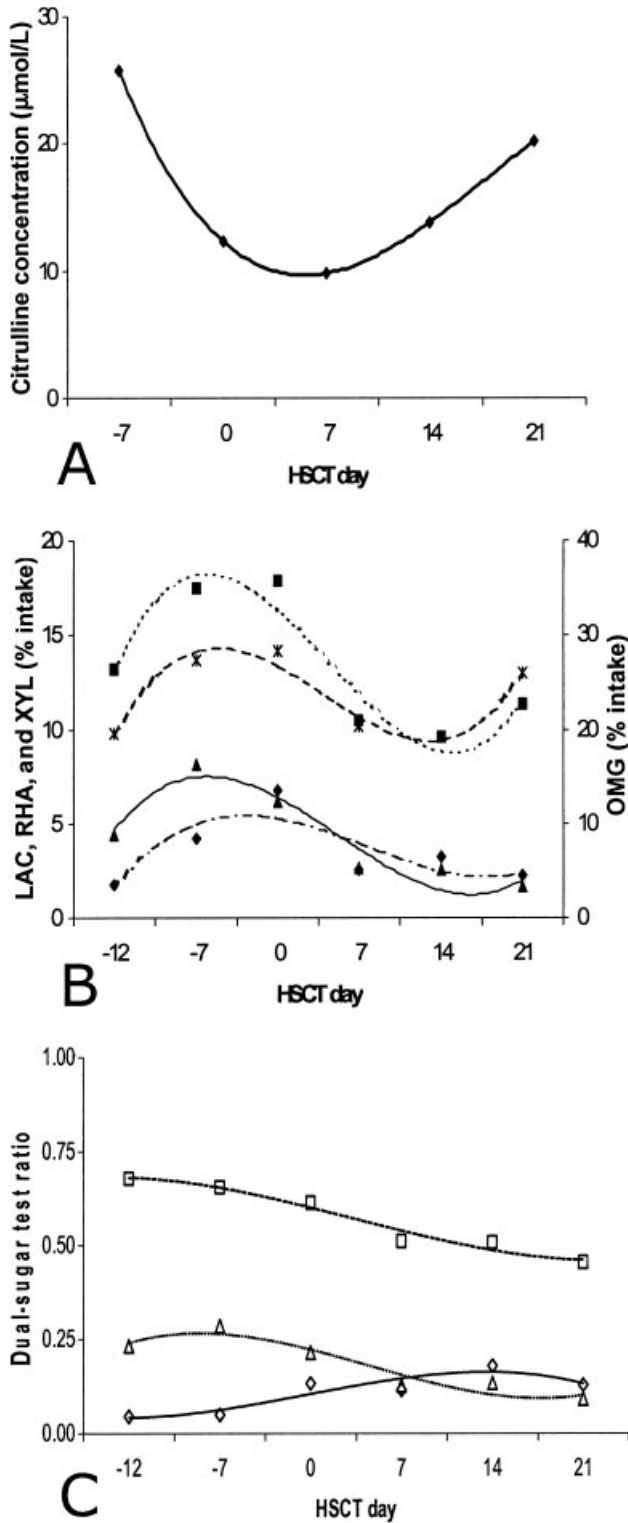 30
20
10
0
Citrulline concentration (µmol/L)
-7 0 7 14 21
HSCT day
A
20
15
10
5
0
LAC, RHA, and XYL (% intake)
40
30
20
10
0
OMG (% intake)
-12 -7 0 7 14 21
HSCT day
B
1.00
0.75
0.50
0.25
0.00
Dual-sugar test ratio
-12 -7 0 7 14 21
HSCT day
C